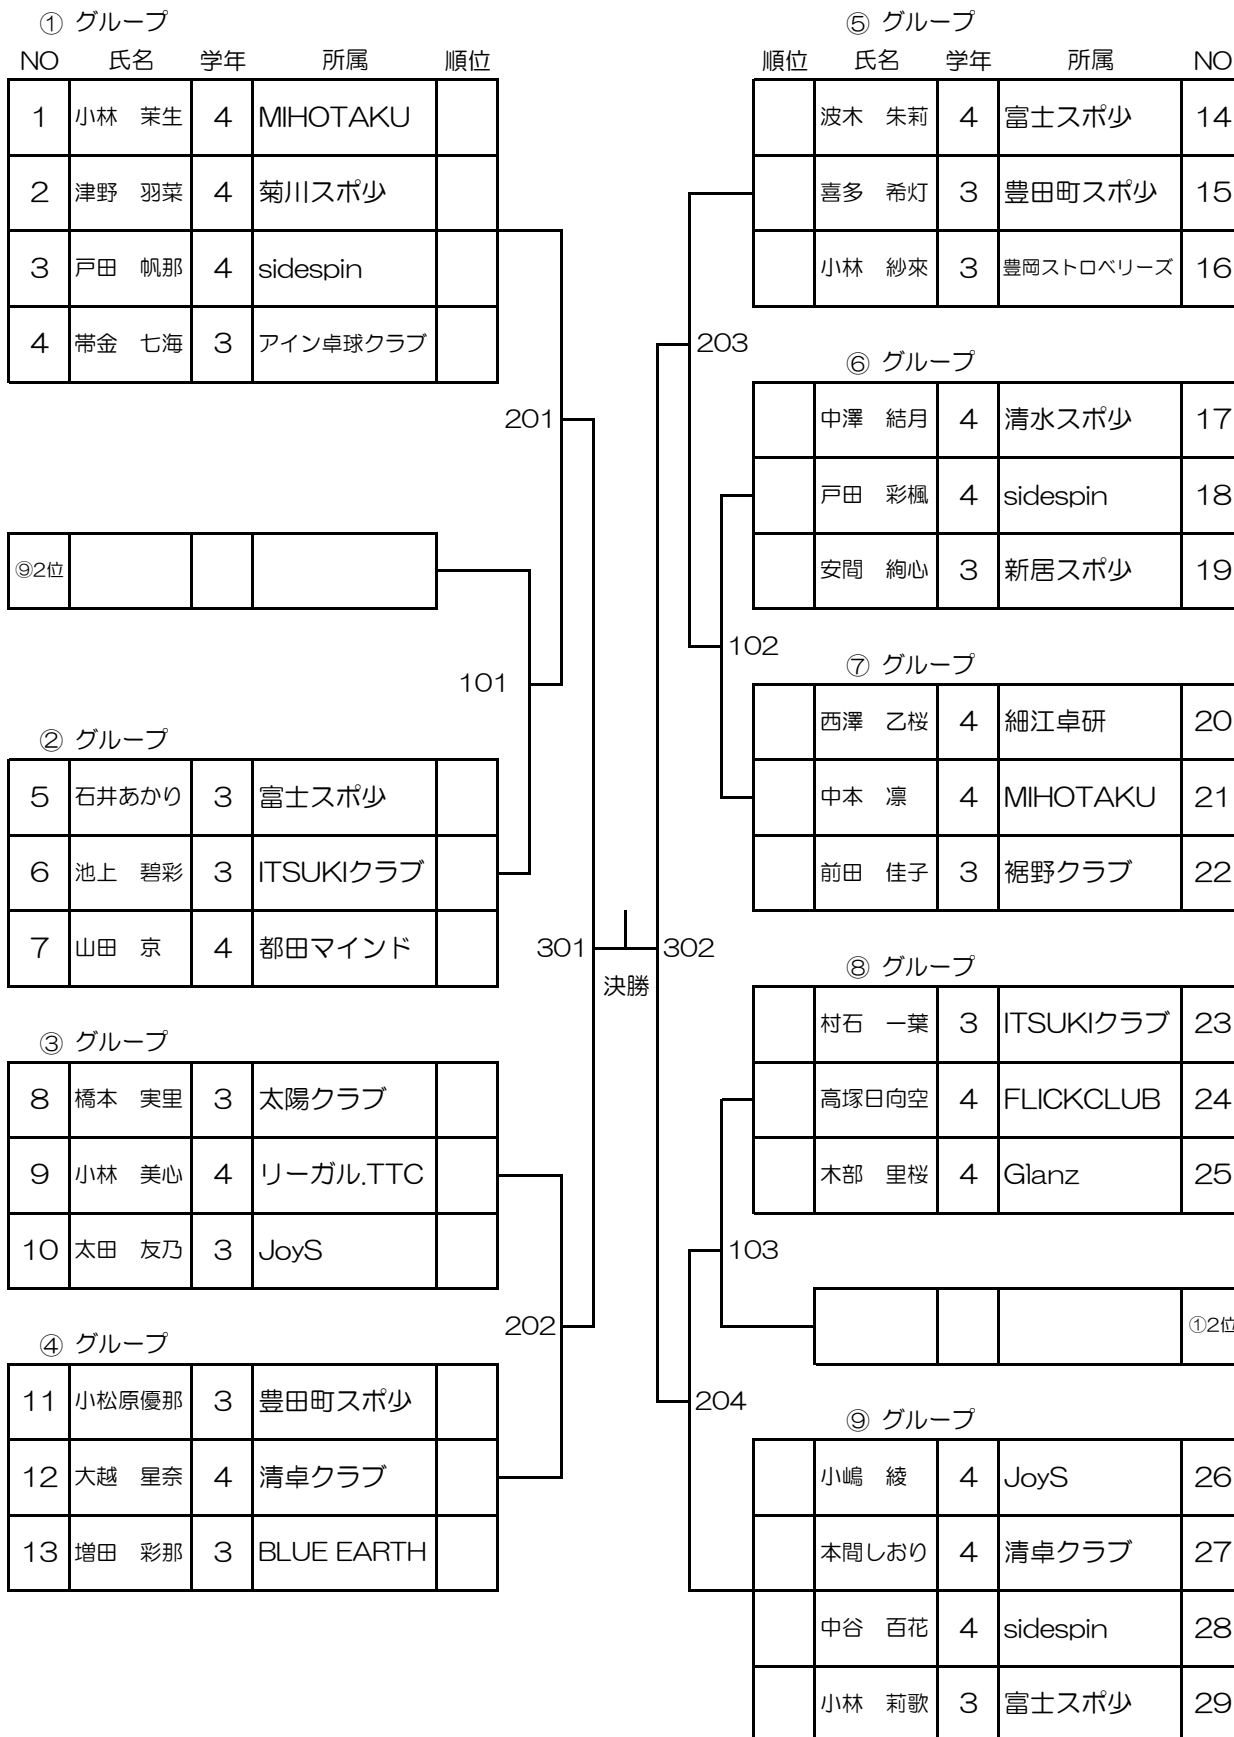 ① グループ
NO 氏名 学年 所属 順位
1 小林 茉生 4 MIHOTAKU
2 津野 羽菜 4 菊川スポ少
3 戸田 帆那 4 sidespin
4 帯金 七海 3 アイン卓球クラブ
201
⑨2位
101
② グループ
5 石井あかり 3 富士スポ少
6 池上 碧彩 3 ITSUKIクラブ
7 山田 京 4 都田マインド
301
決勝
302
③ グループ
8 橋本 実里 3 太陽クラブ
9 小林 美心 4 リーガル.TTC
10 太田 友乃 3 JoyS
202
④ グループ
11 小松原優那 3 豊田町スポ少
12 大越 星奈 4 清卓クラブ
13 増田 彩那 3 BLUE EARTH
⑤ グループ
順位 氏名 学年 所属 NO
波木 朱莉 4 富士スポ少 14
喜多 希灯 3 豊田町スポ少 15
小林 紗來 3 豊岡ストロベリーズ 16
203
⑥ グループ
中澤 結月 4 清水スポ少 17
戸田 彩楓 4 sidespin 18
安間 絢心 3 新居スポ少 19
102
⑦ グループ
西澤 乙桜 4 細江卓研 20
中本 凛 4 MIHOTAKU 21
前田 佳子 3 裾野クラブ 22
⑧ グループ
村石 一葉 3 ITSUKIクラブ 23
高塚日向空 4 FLICKCLUB 24
木部 里桜 4 Glanz 25
103
①2位
204
⑨ グループ
小嶋 綾 4 JoyS 26
本間しおり 4 清卓クラブ 27
中谷 百花 4 sidespin 28
小林 莉歌 3 富士スポ少 29